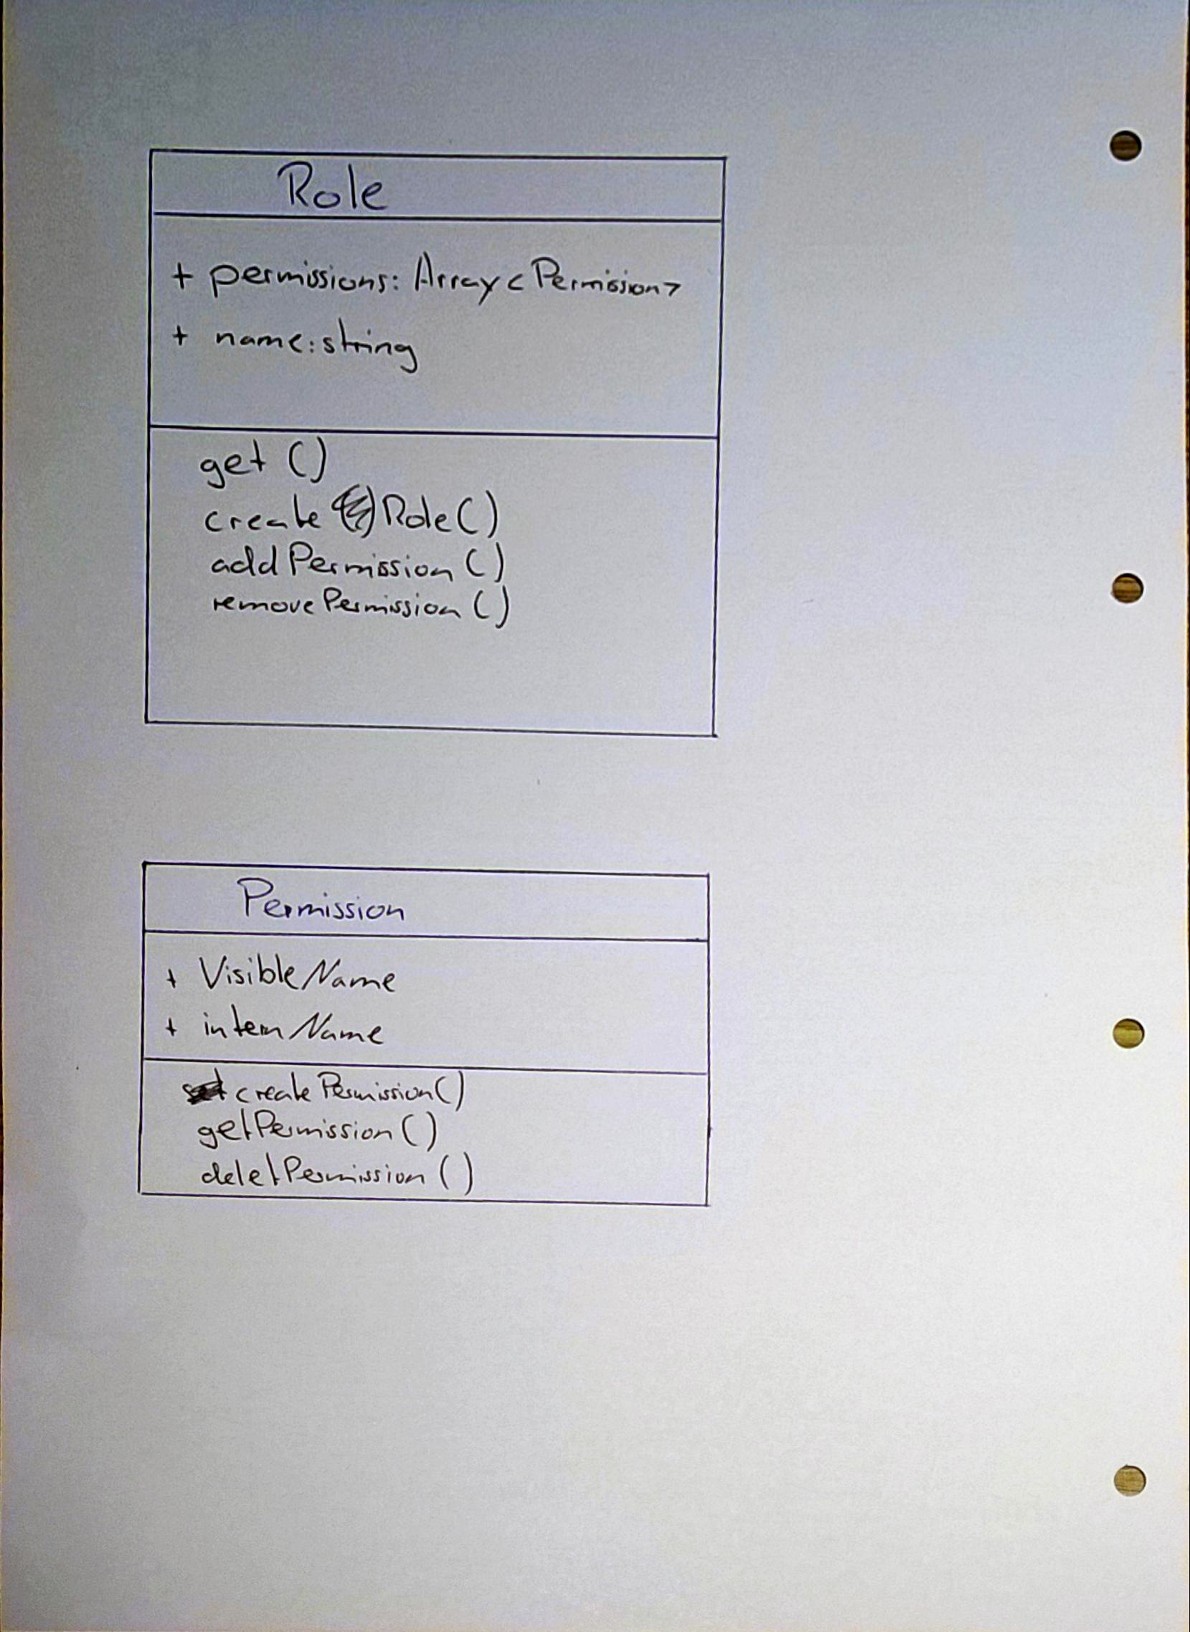 Role
+ permissions: Array<Permission>
+ name:string
get ()
create Role()
addPermission()
removePermission()
Permission
+ VisibleName
+ internName
createPermission()
getPermission()
deletPermission()